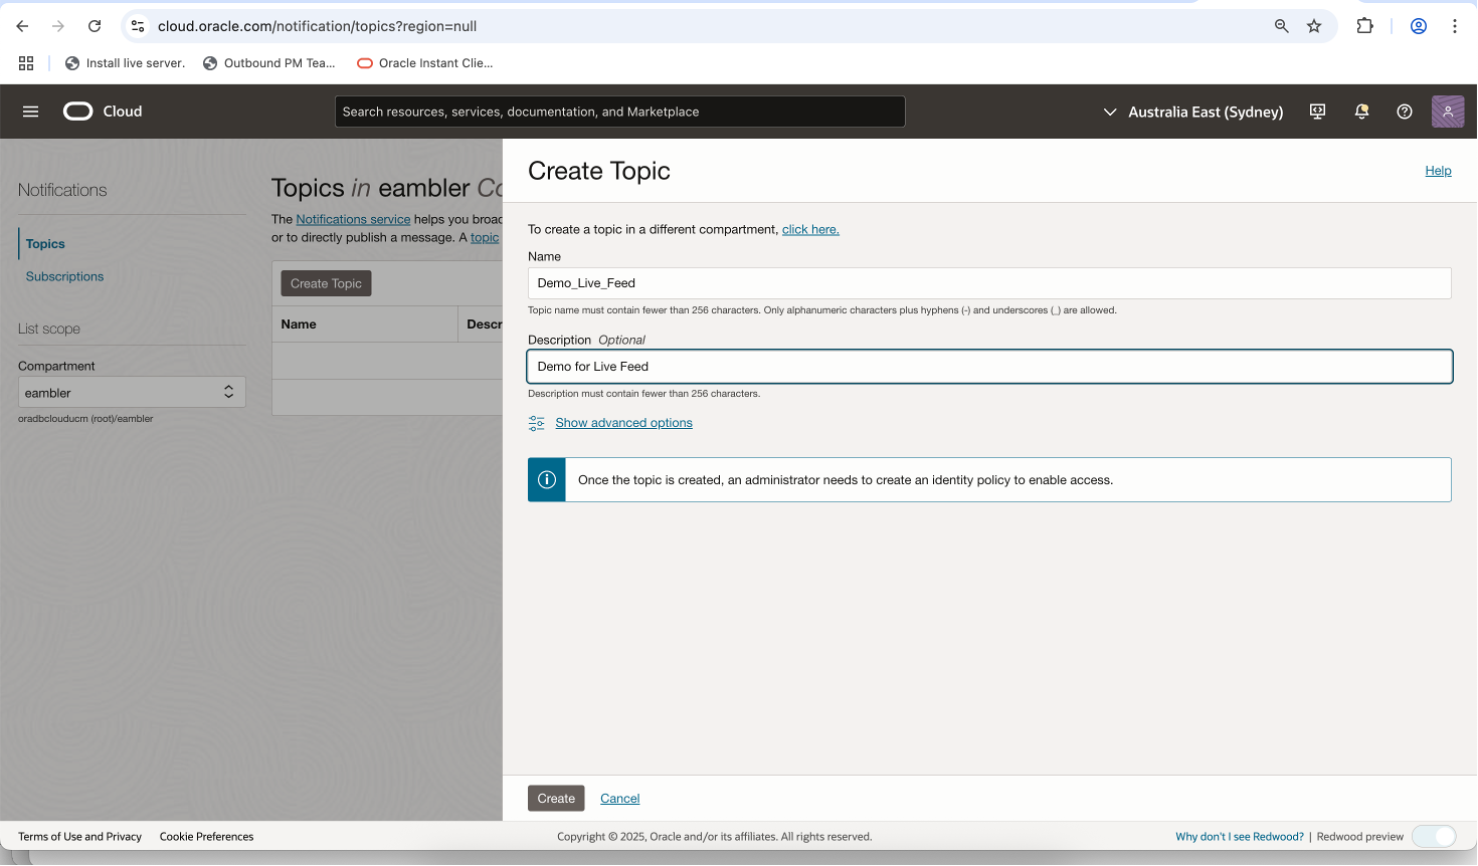 cloud.oracle.com/notification/topics?region=null
Install live server.
Outbound PM Tea...
Oracle Instant Clie...
Cloud
Search resources, services, documentation, and Marketplace
Australia East (Sydney)
Notifications
Topics
Subscriptions
List scope
Compartment
eambler
oradbclouducm (root)/eambler
Topics in eambler Co
The Notifications service helps you broad
or to directly publish a message. A topic
Create Topic
Name
Descr
Create Topic
Help
To create a topic in a different compartment, click here.
Name
Demo_Live_Feed
Topic name must contain fewer than 256 characters. Only alphanumeric characters plus hyphens (-) and underscores (_) are allowed.
Description Optional
Demo for Live Feed
Description must contain fewer than 256 characters.
Show advanced options
Once the topic is created, an administrator needs to create an identity policy to enable access.
Create
Cancel
Terms of Use and Privacy
Cookie Preferences
Copyright © 2025, Oracle and/or its affiliates. All rights reserved.
Why don't I see Redwood? | Redwood preview